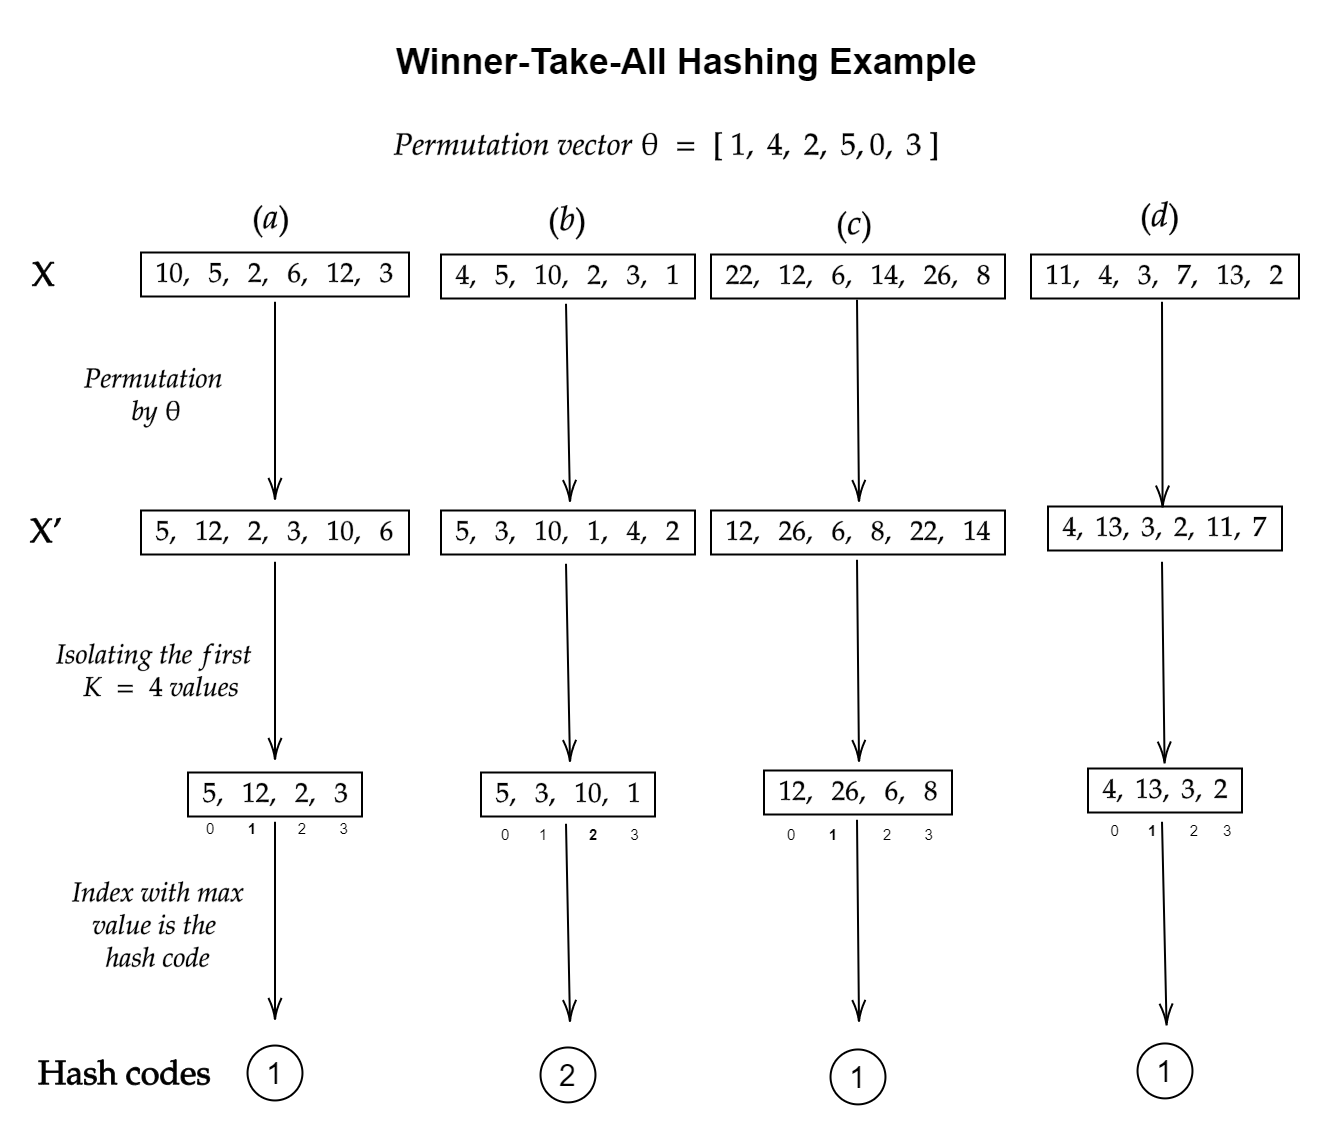 Winner-Take-All Hashing Example
Permutation vector θ = [ 1, 4, 2, 5, 0, 3 ]
(a) (b) (c) (d)
X 10, 5, 2, 6, 12, 3 4, 5, 10, 2, 3, 1 22, 12, 6, 14, 26, 8 11, 4, 3, 7, 13, 2
Permutation
by θ
X′ 5, 12, 2, 3, 10, 6 5, 3, 10, 1, 4, 2 12, 26, 6, 8, 22, 14 4, 13, 3, 2, 11, 7
Isolating the first
K = 4 values
5, 12, 2, 3 5, 3, 10, 1 12, 26, 6, 8 4, 13, 3, 2
0 1 2 3 0 1 2 3 0 1 2 3 0 1 2 3
Index with max
value is the
hash code
Hash codes 1 2 1 1